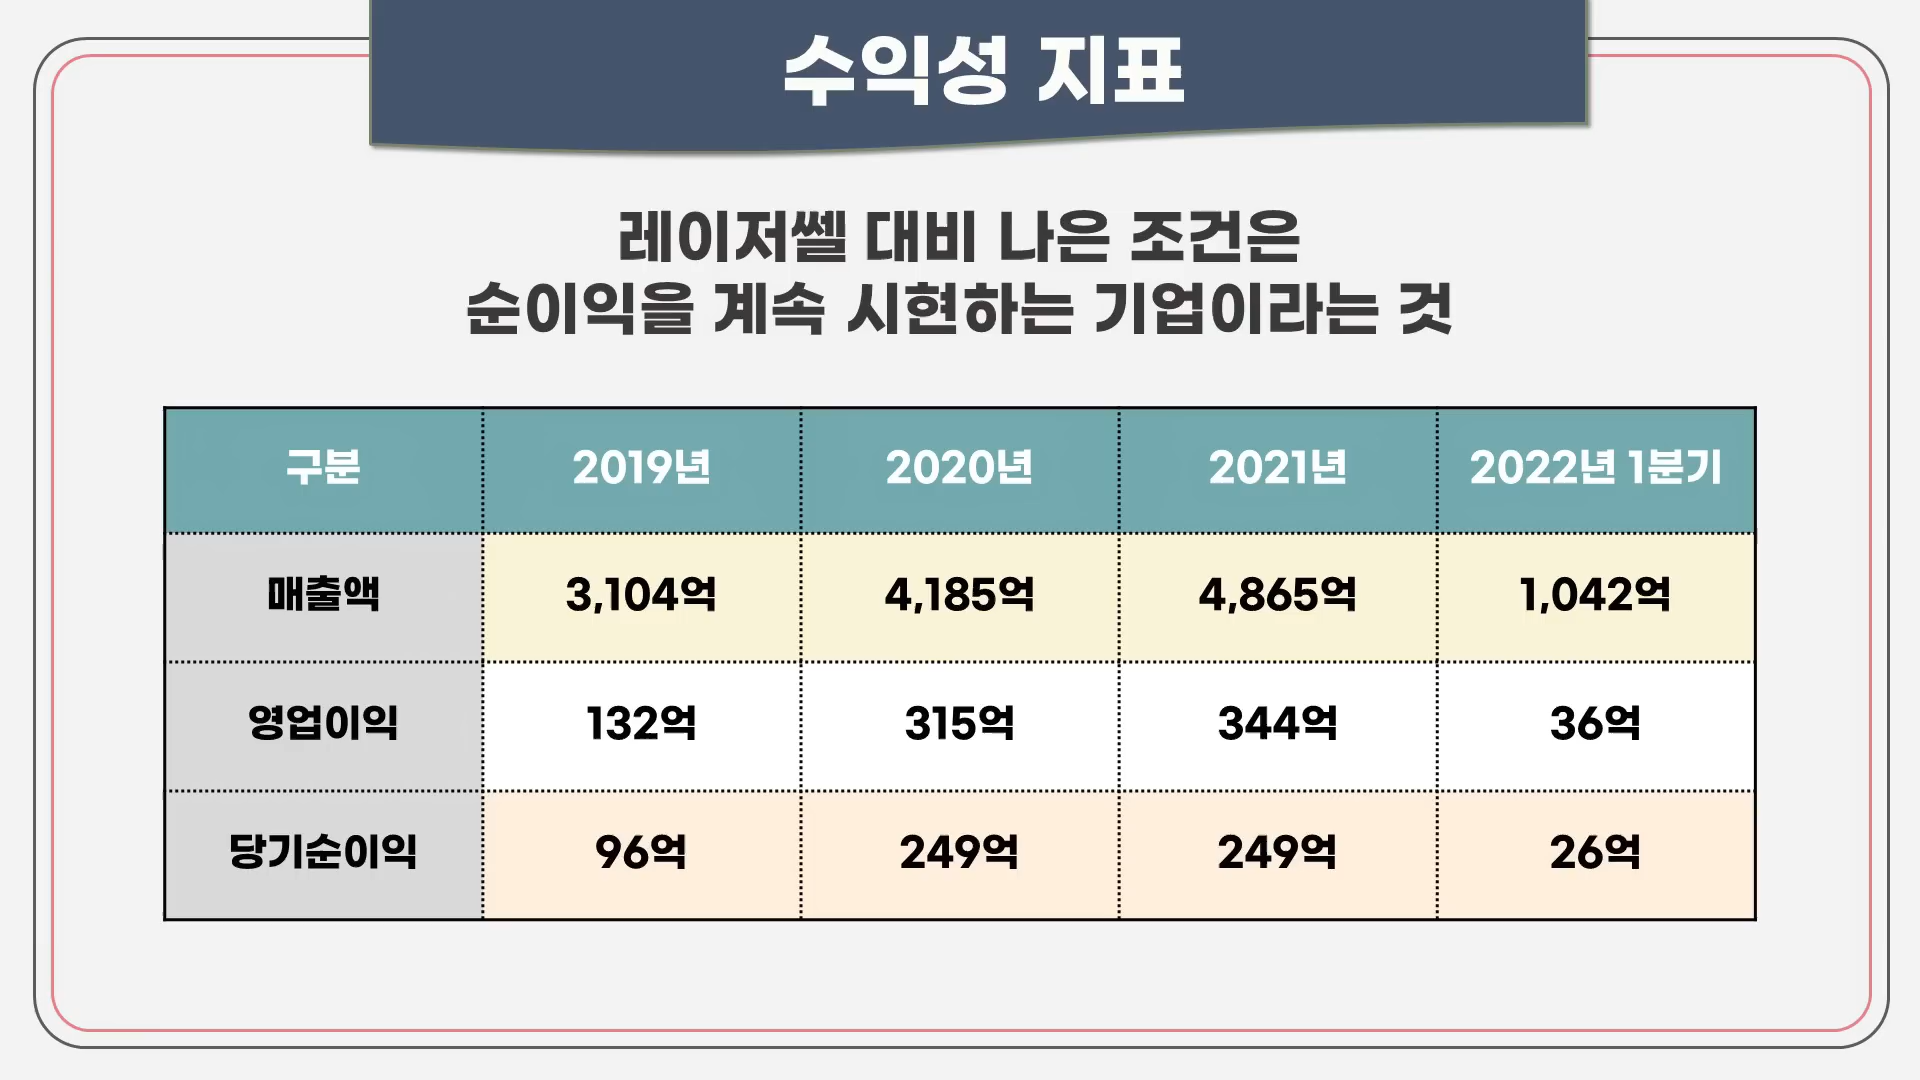 수익성 지표
레이저쎌 대비 나은 조건은
순이익을 계속 시현하는 기업이라는 것
구분 2019년 2020년 2021년 2022년 1분기
매출액 3,104억 4,185억 4,865억 1,042억
영업이익 132억 315억 344억 36억
당기순이익 96억 249억 249억 26억